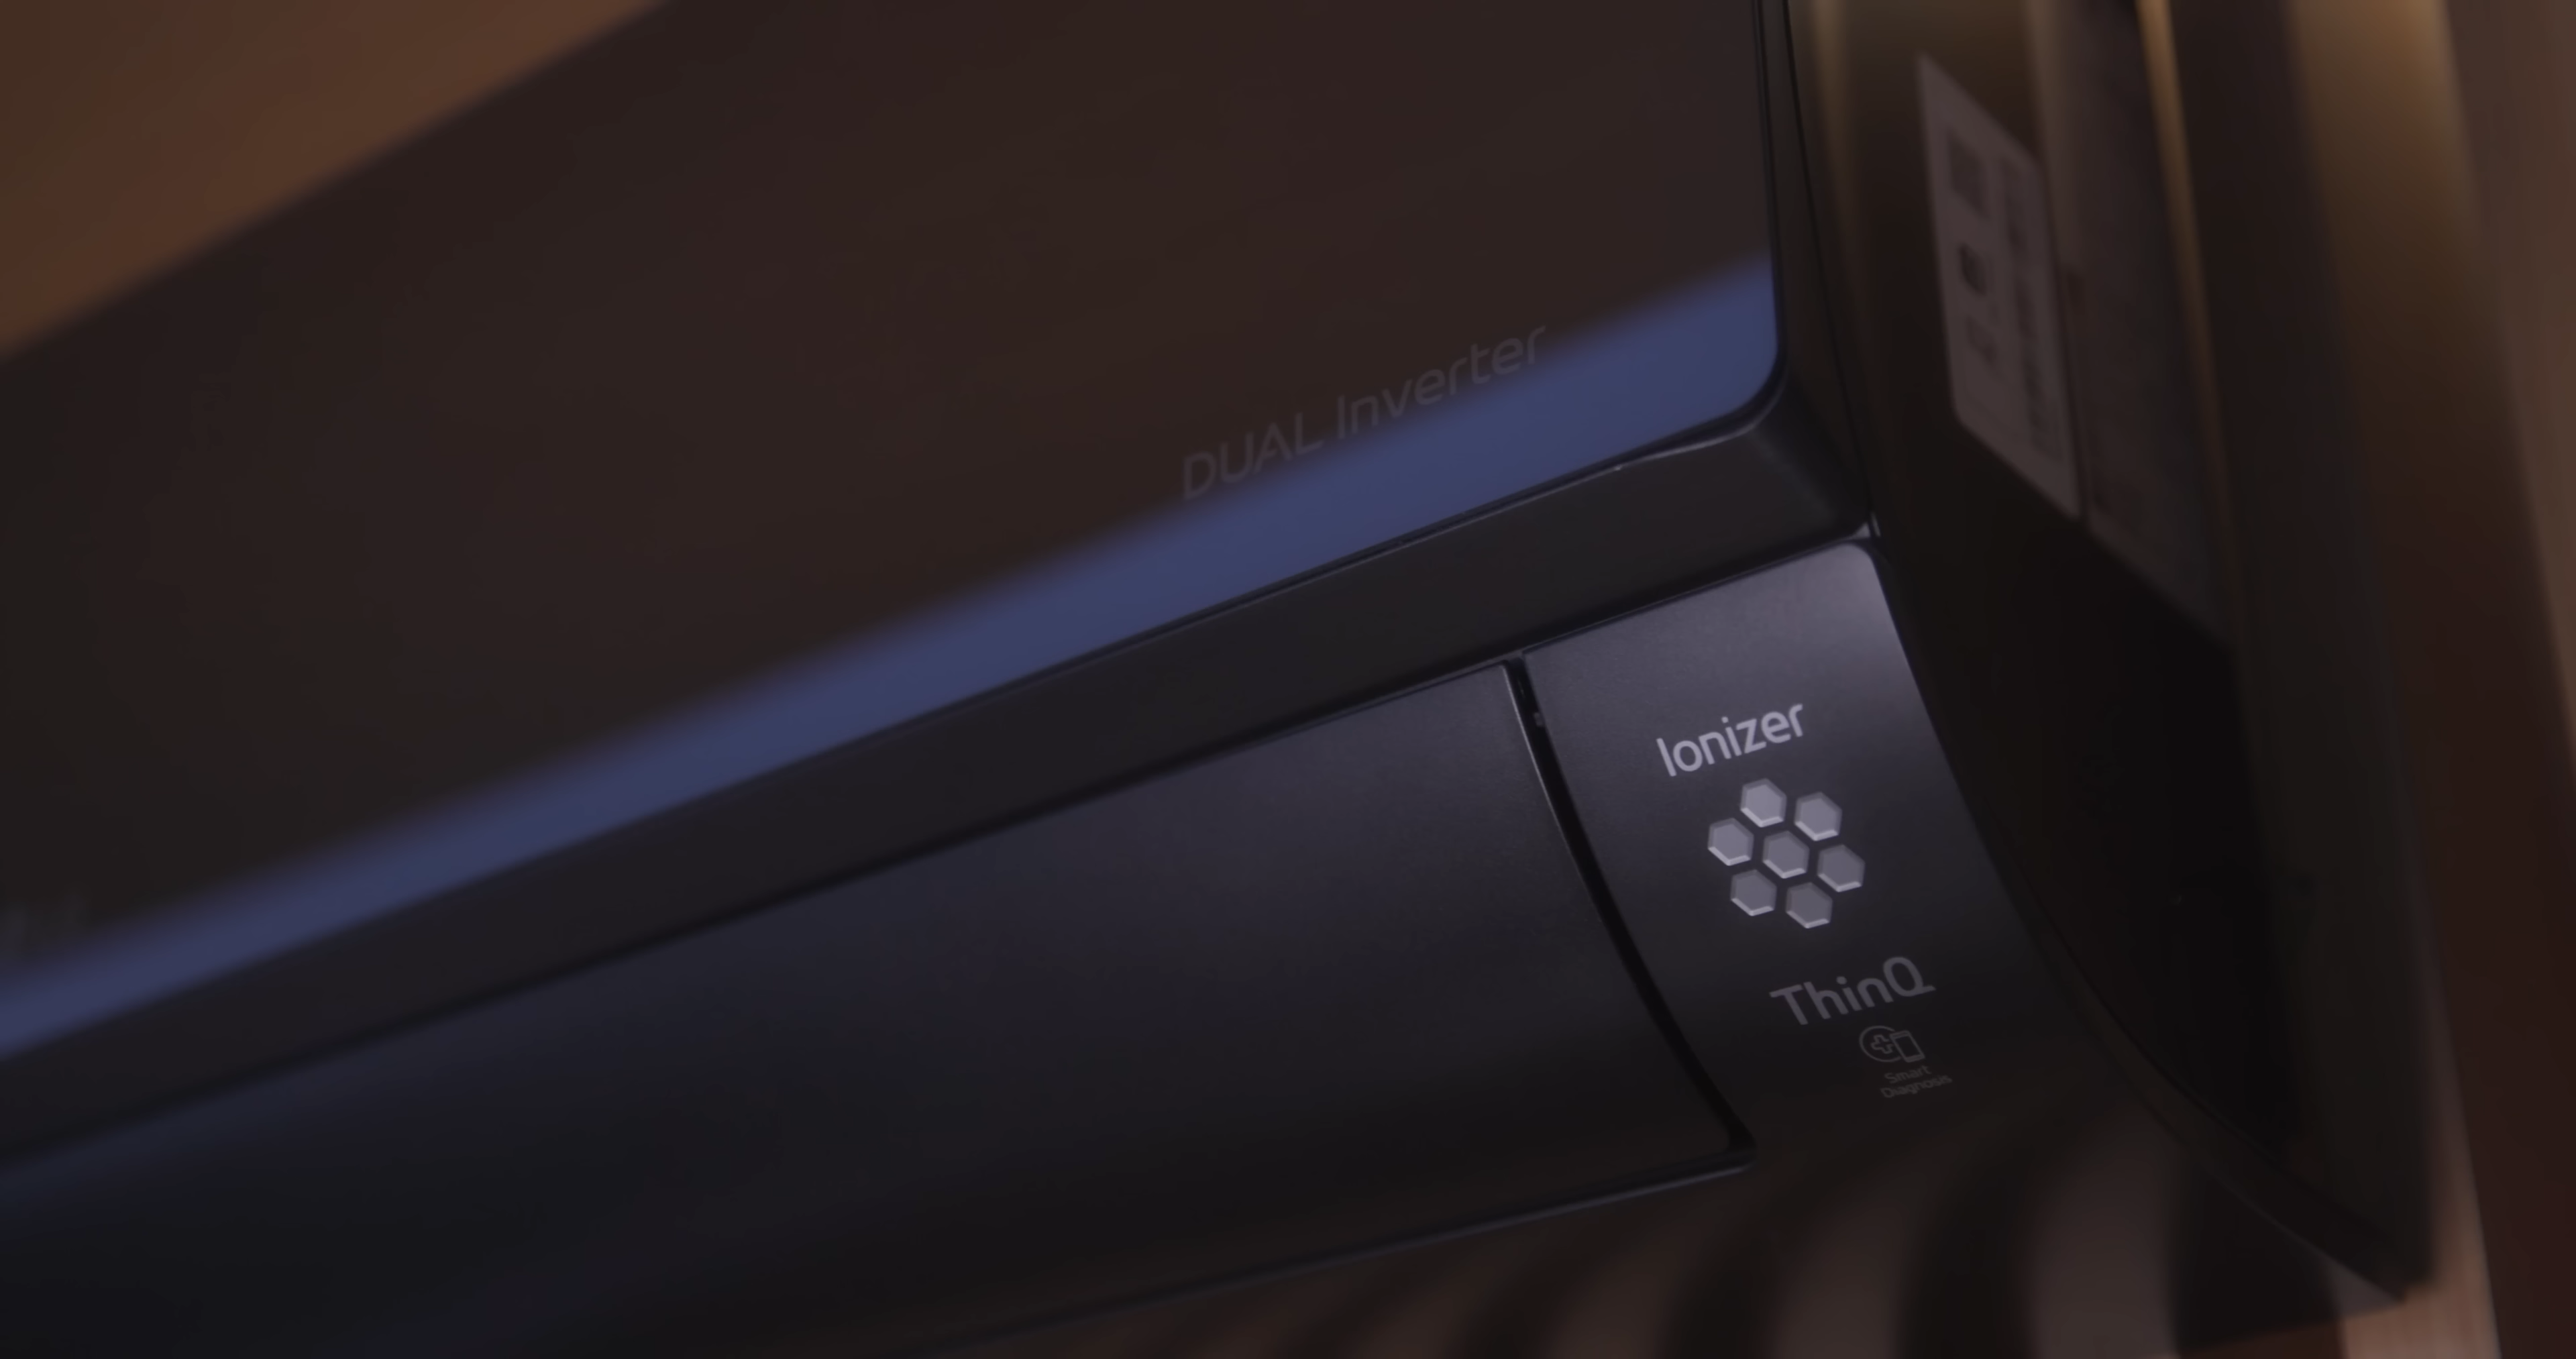 DUAL Inverter
Ionizer
ThinQ
Smart
Diagnosis